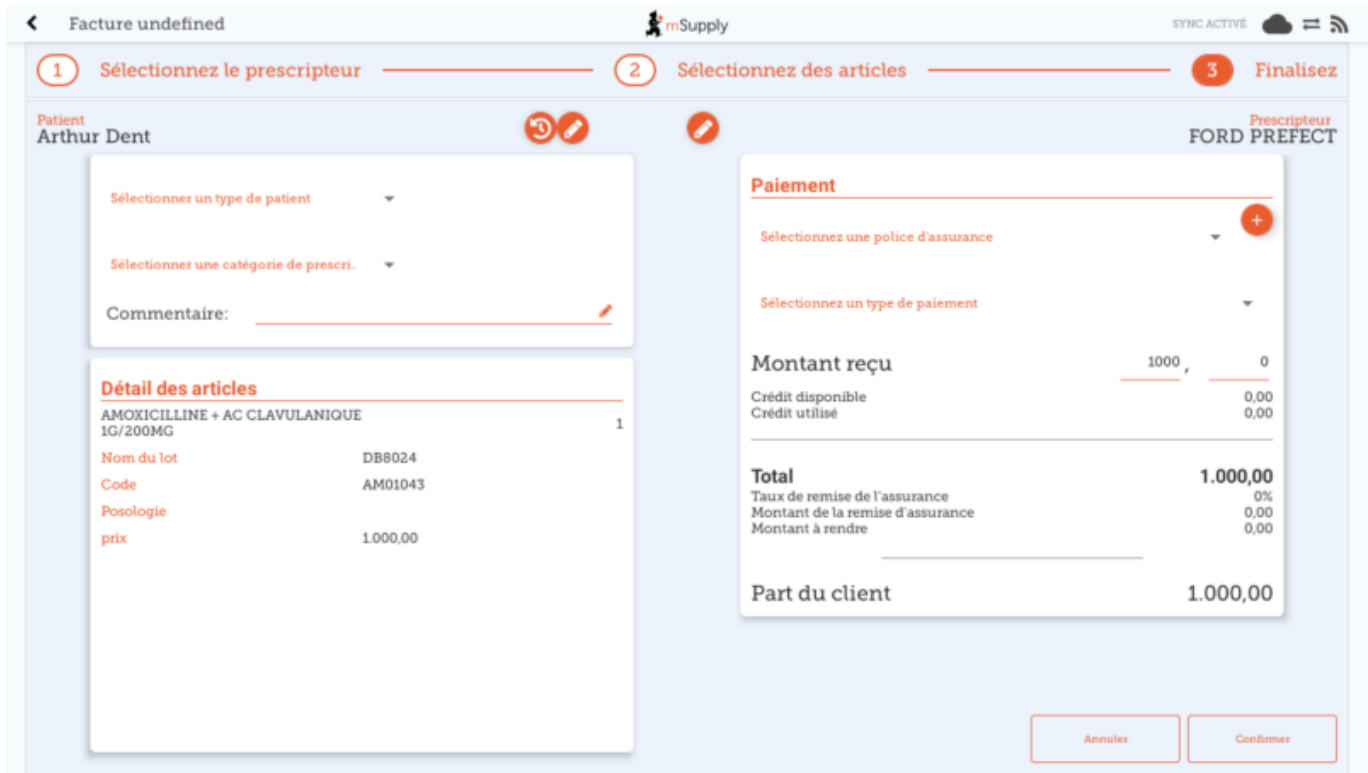 Facture undefined
mSupply
SYNC ACTIVÉ
1 Sélectionnez le prescripteur
2 Sélectionnez des articles
3 Finalisez
Patient
Arthur Dent
Prescripteur
FORD PREFECT
Sélectionner un type de patient
Sélectionner une catégorie de prescri..
Commentaire:
Détail des articles
AMOXICILLINE + AC CLAVULANIQUE
1G/200MG
1
Nom du lot DB8024
Code AM01043
Posologie
prix 1.000,00
Paiement
+
Sélectionnez une police d'assurance
Sélectionnez un type de paiement
Montant reçu 1000 , 0
Crédit disponible 0,00
Crédit utilisé 0,00
Total 1.000,00
Taux de remise de l'assurance 0%
Montant de la remise d'assurance 0,00
Montant à rendre 0,00
Part du client 1.000,00
Annuler
Confirmer